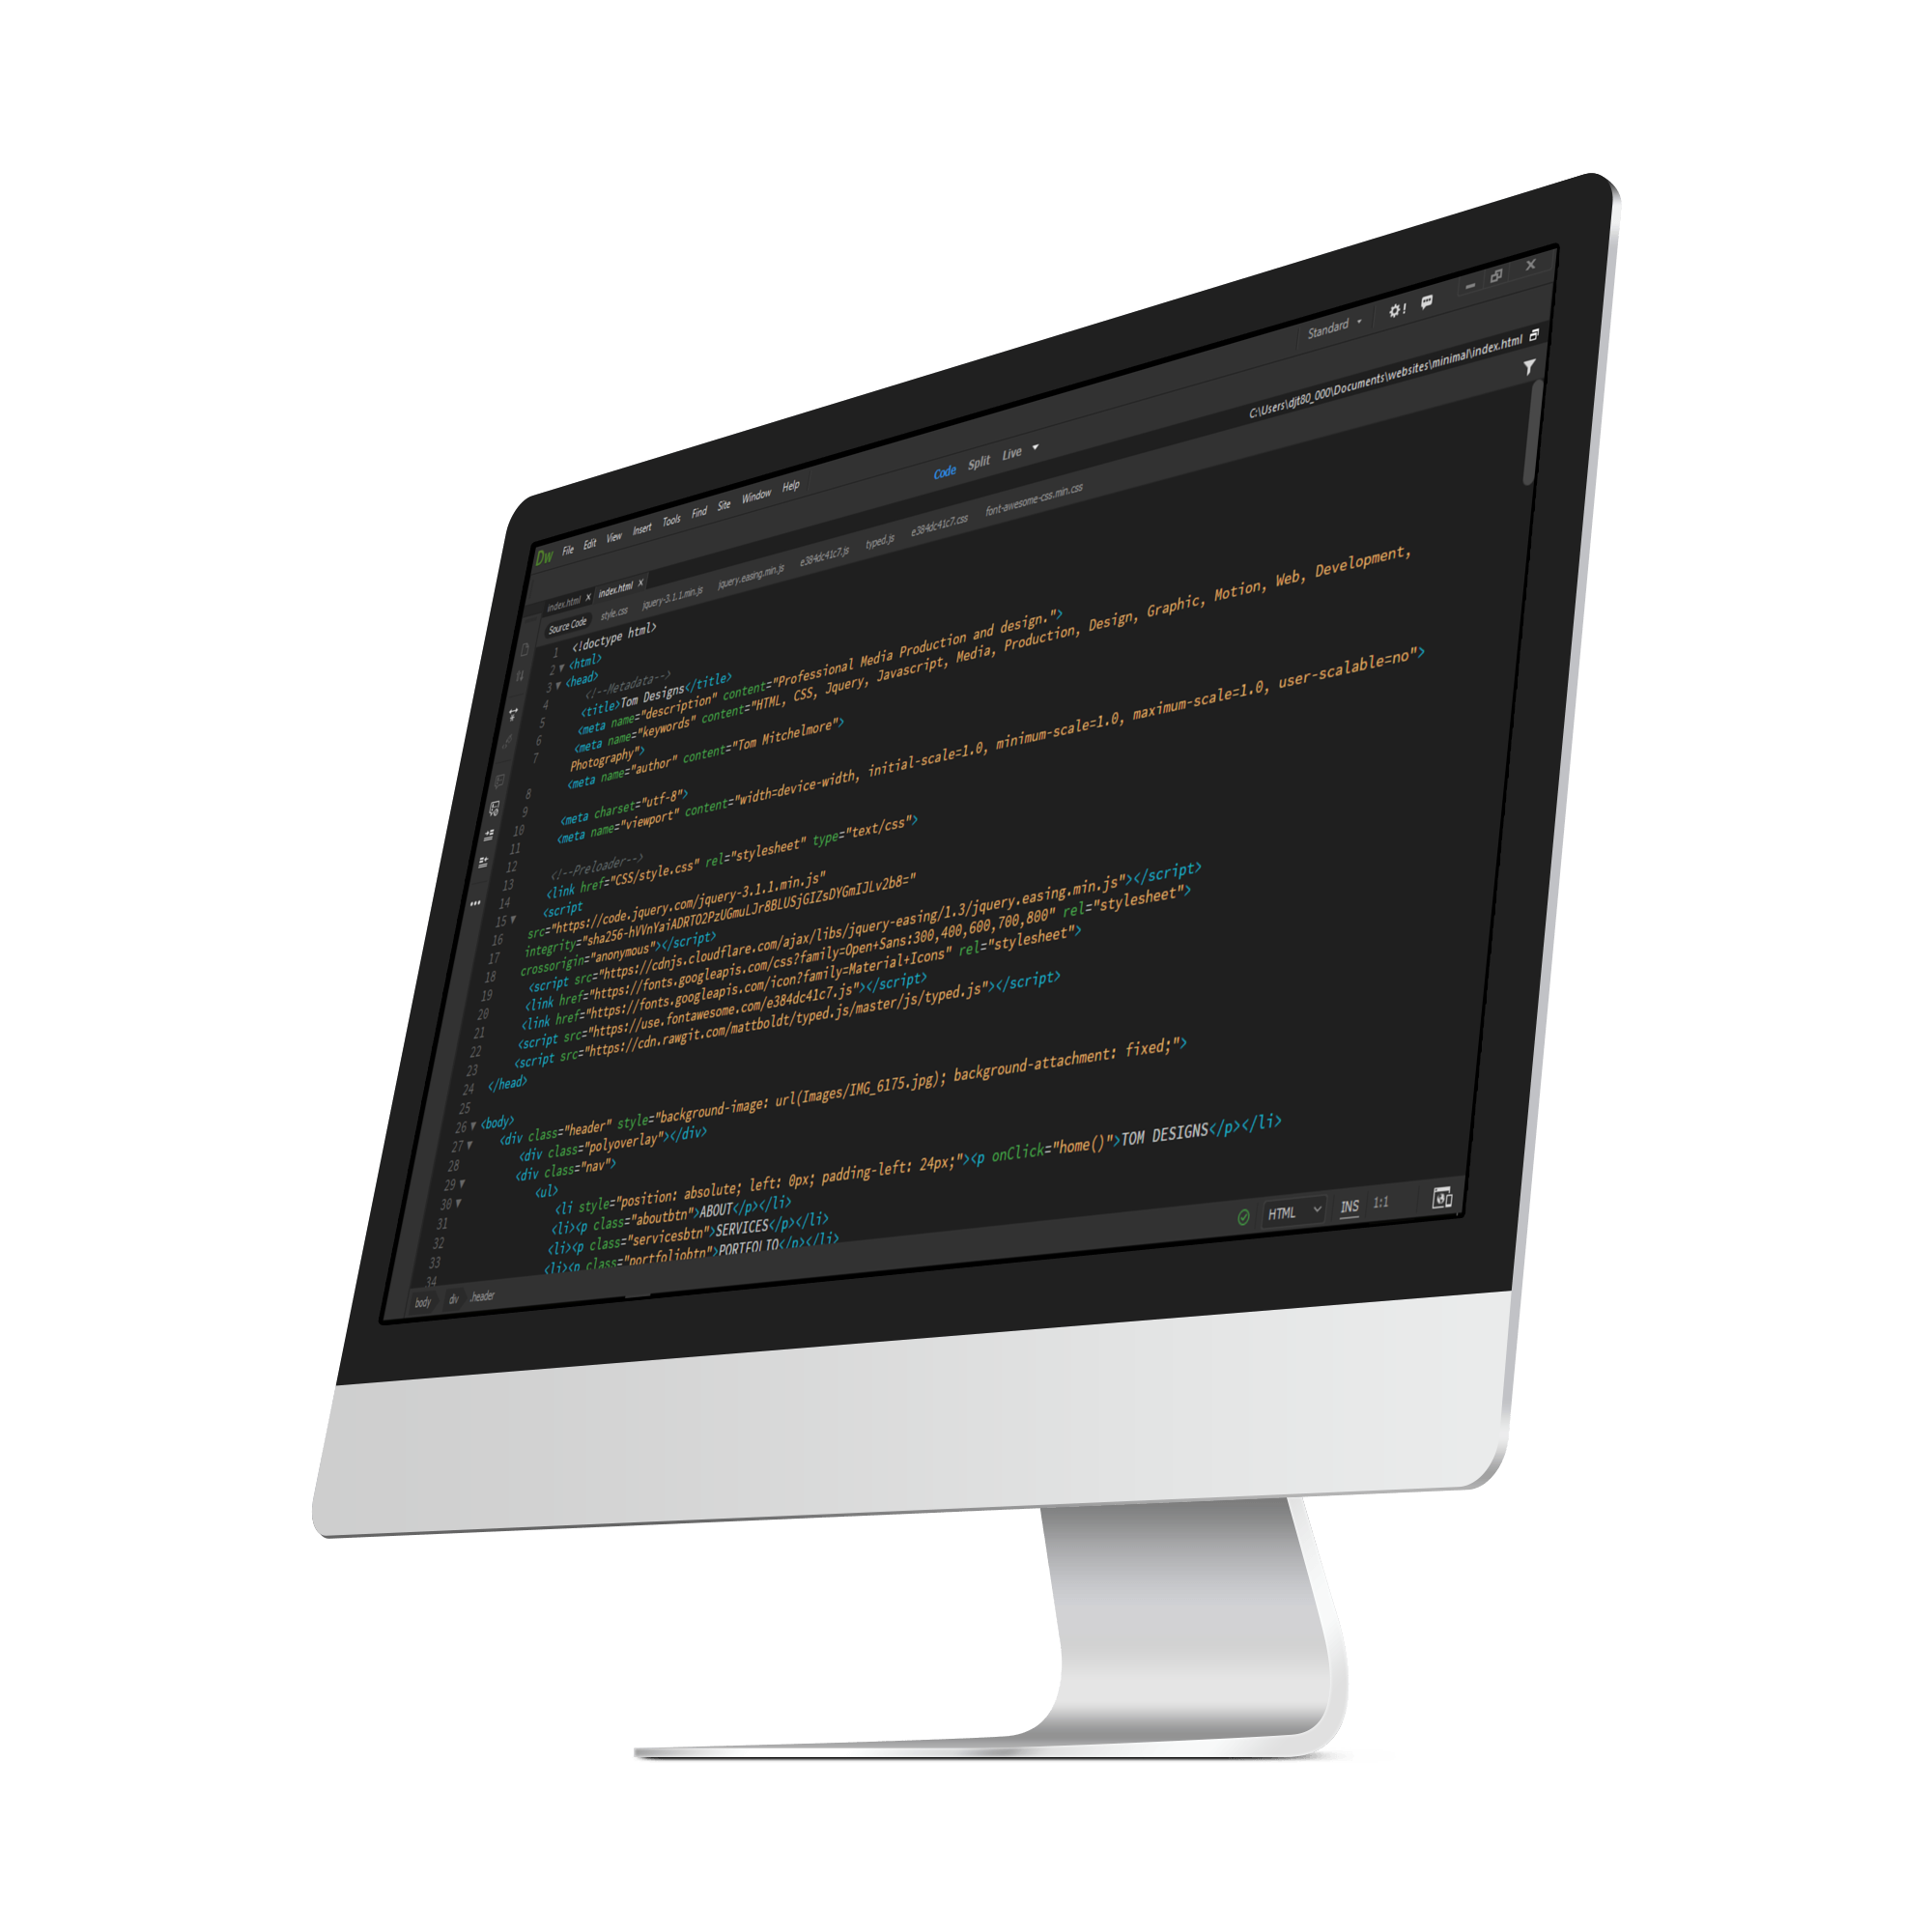 Dw File Edit View Insert Tools Find Site Window Help
Standard
Code Split Live
C:\Users\djt80_000\Documents\websites\minimal\index.html
index.html × index.html ×
Source Code style.css jquery-3.1.1.min.js jquery.easing.min.js e384dc41c7.js typed.js e384dc41c7.css font-awesome-css.min.css
1 <!doctype html>
2 <html>
3 <head>
4 <!--Metadata-->
5 <title>Tom Designs</title>
6 <meta name="description" content="Professional Media Production and design.">
7 <meta name="keywords" content="HTML, CSS, Jquery, Javascript, Media, Production, Design, Graphic, Motion, Web, Development,
Photography">
8 <meta name="author" content="Tom Mitchelmore">
9
10 <meta charset="utf-8">
11 <meta name="viewport" content="width=device-width, initial-scale=1.0, minimum-scale=1.0, maximum-scale=1.0, user-scalable=no">
12
13 <!--Preloader-->
14 <link href="CSS/style.css" rel="stylesheet" type="text/css">
15 <script
16 src="https://code.jquery.com/jquery-3.1.1.min.js"
17 integrity="sha256-hVVnYaiADRTO2PzUGmuLJr8BLUSjGIZsDYGmIJLv2b8="
18 crossorigin="anonymous"></script>
19 <script src="https://cdnjs.cloudflare.com/ajax/libs/jquery-easing/1.3/jquery.easing.min.js"></script>
20 <link href="https://fonts.googleapis.com/css?family=Open+Sans:300,400,600,700,800" rel="stylesheet">
21 <link href="https://fonts.googleapis.com/icon?family=Material+Icons" rel="stylesheet">
22 <script src="https://use.fontawesome.com/e384dc41c7.js"></script>
23 <script src="https://cdn.rawgit.com/mattboldt/typed.js/master/js/typed.js"></script>
24 </head>
25
26 <body>
27 <div class="header" style="background-image: url(Images/IMG_6175.jpg); background-attachment: fixed;">
28 <div class="polyoverlay"></div>
29 <div class="nav">
30 <ul>
31 <li style="position: absolute; left: 0px; padding-left: 24px;"><p onClick="home()">TOM DESIGNS</p></li>
32 <li><p class="aboutbtn">ABOUT</p></li>
33 <li><p class="servicesbtn">SERVICES</p></li>
34 <li><p class="portfoliobtn">PORTFOLIO</p></li>
body div .header
HTML INS 1:1